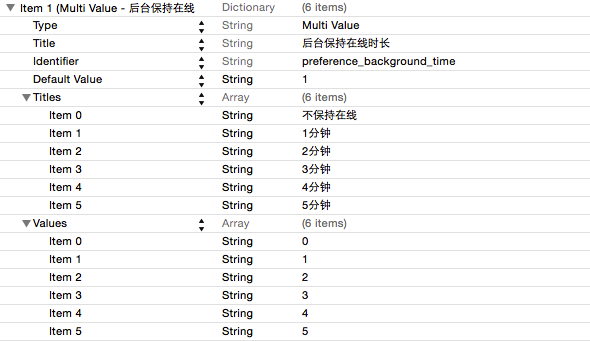 Item 1 (Multi Value - 后台保持在线 Dictionary (6 items)
Type String Multi Value
Title String 后台保持在线时长
Identifier String preference_background_time
Default Value String 1
Titles Array (6 items)
Item 0 String 不保持在线
Item 1 String 1分钟
Item 2 String 2分钟
Item 3 String 3分钟
Item 4 String 4分钟
Item 5 String 5分钟
Values Array (6 items)
Item 0 String 0
Item 1 String 1
Item 2 String 2
Item 3 String 3
Item 4 String 4
Item 5 String 5